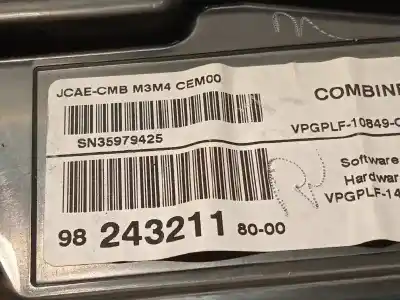 JCAE-CMB M3M4 CEM00
SN35979425
98 243211 80-00
COMBINE
VPGPLF-10849-C
Software
Hardwar
VPGPLF-14